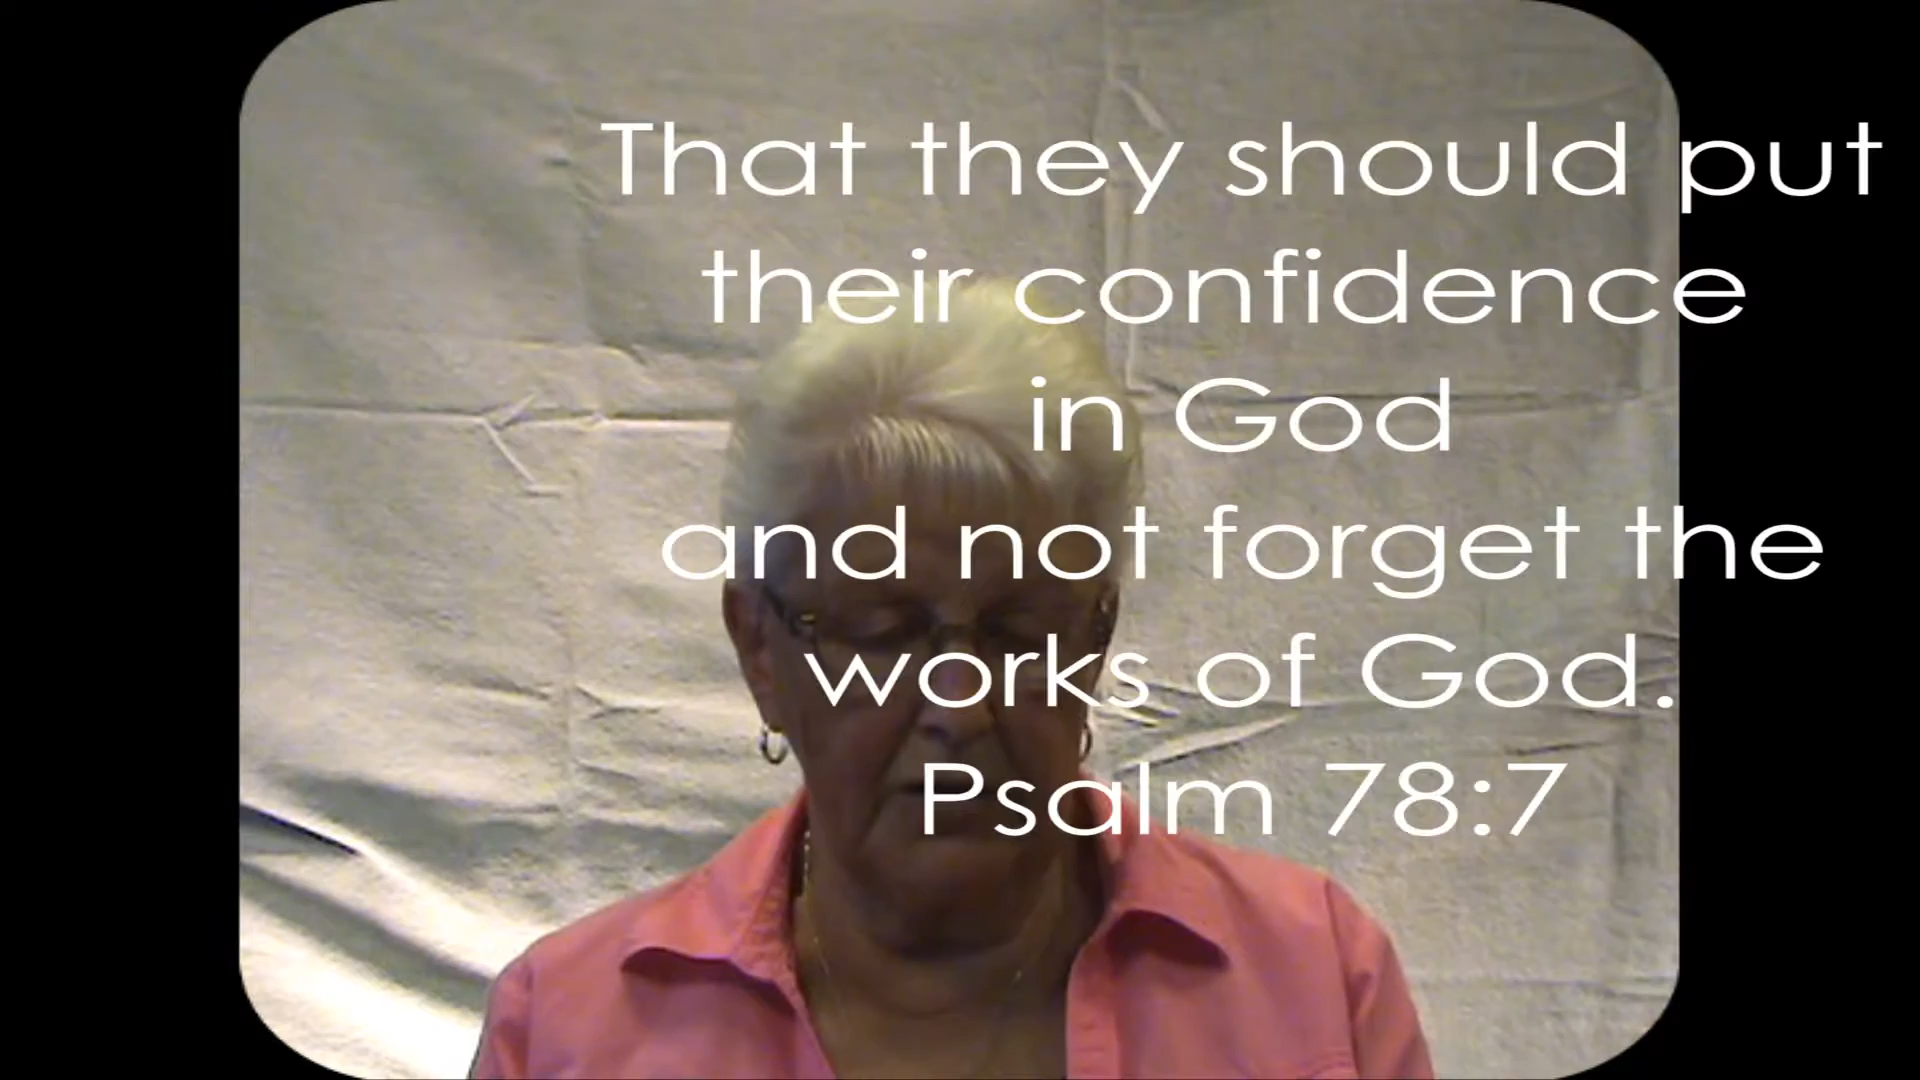 That they should put
their confidence
in God
and not forget the
works of God.
Psalm 78:7